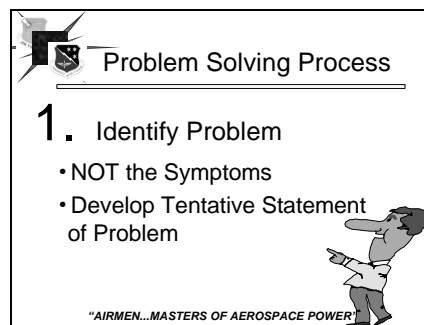 Problem Solving Process
1. Identify Problem
• NOT the Symptoms
• Develop Tentative Statement
of Problem
“AIRMEN...MASTERS OF AEROSPACE POWER”